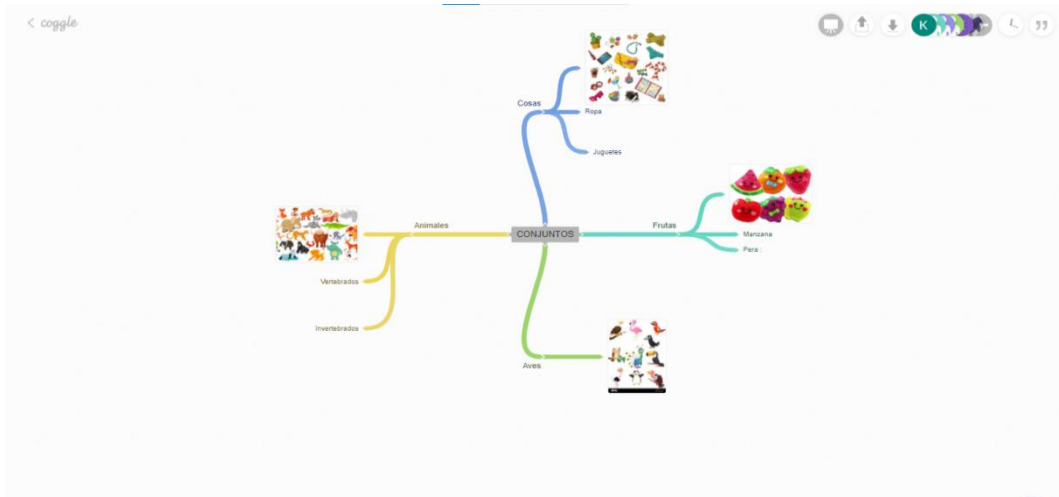 coggle
K
Cosas
Ropa
Juguetes
Animales
CONJUNTOS
Frutas
Manzana
Pera :
Vertebrados
Invertebrados
Aves